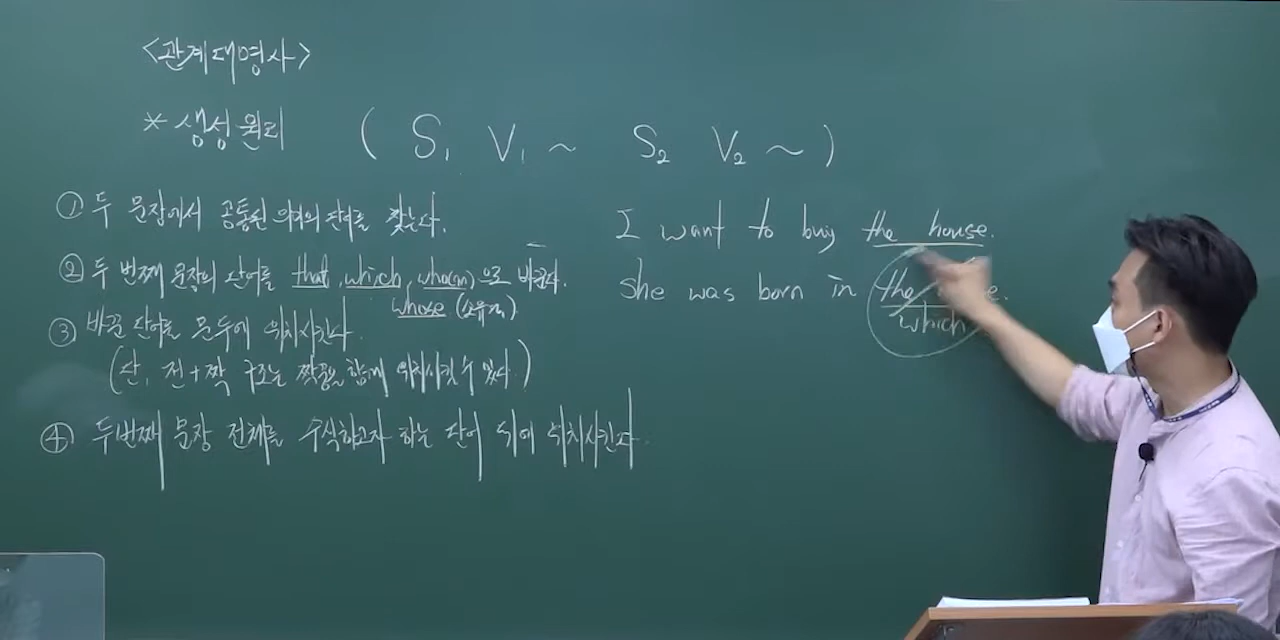 <관계대명사>
* 생성원리 ( S₁ V₁ ~ S₂ V₂ ~ )
① 두 문장에서 공통된 의미의 단어를 찾는다.
② 두 번째 문장의 단어를 that, which, who(m) 으로 바꾼다.
whose (소유격)
③ 바꾼 단어를 문두에 위치시킨다.
(단, 전+짝 구조는 짝꿍을 함께 위치시킬 수 있다.)
④ 두번째 문장 전체를 수식하고자 하는 단어 뒤에 위치시킨다.
I want to buy the house.
she was born in the
which